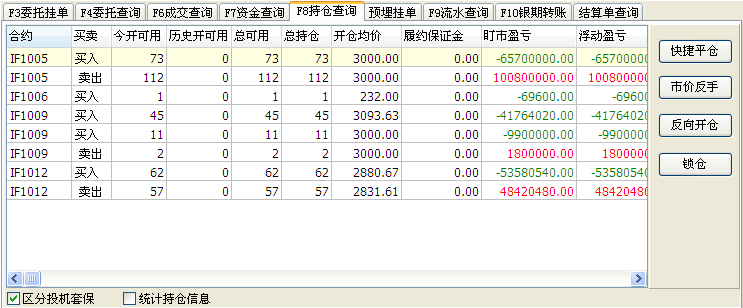 F3委托挂单 F4委托查询 F6成交查询 F7资金查询 F8持仓查询 预埋挂单 F9流水查询 F10银期转账 结算单查询
合约 买卖 今开可用 历史开可用 总可用 总持仓 开仓均价 履约保证金 盯市盈亏 浮动盈亏
IF1005 买入 73 0 73 73 3000.00 0.00 -65700000.00 -65700000
IF1005 卖出 112 0 112 112 3000.00 0.00 100800000.00 100800000
IF1006 买入 1 0 1 1 232.00 0.00 -69600.00 -69600
IF1009 买入 45 0 45 45 3093.63 0.00 -41764020.00 -41764020
IF1009 买入 11 0 11 11 3000.00 0.00 -9900000.00 -9900000
IF1009 卖出 2 0 2 2 3000.00 0.00 1800000.00 1800000
IF1012 买入 62 0 62 62 2880.67 0.00 -53580540.00 -53580540
IF1012 卖出 57 0 57 57 2831.61 0.00 48420480.00 48420480
快捷平仓
市价反手
反向开仓
锁仓
区分投机套保 统计持仓信息